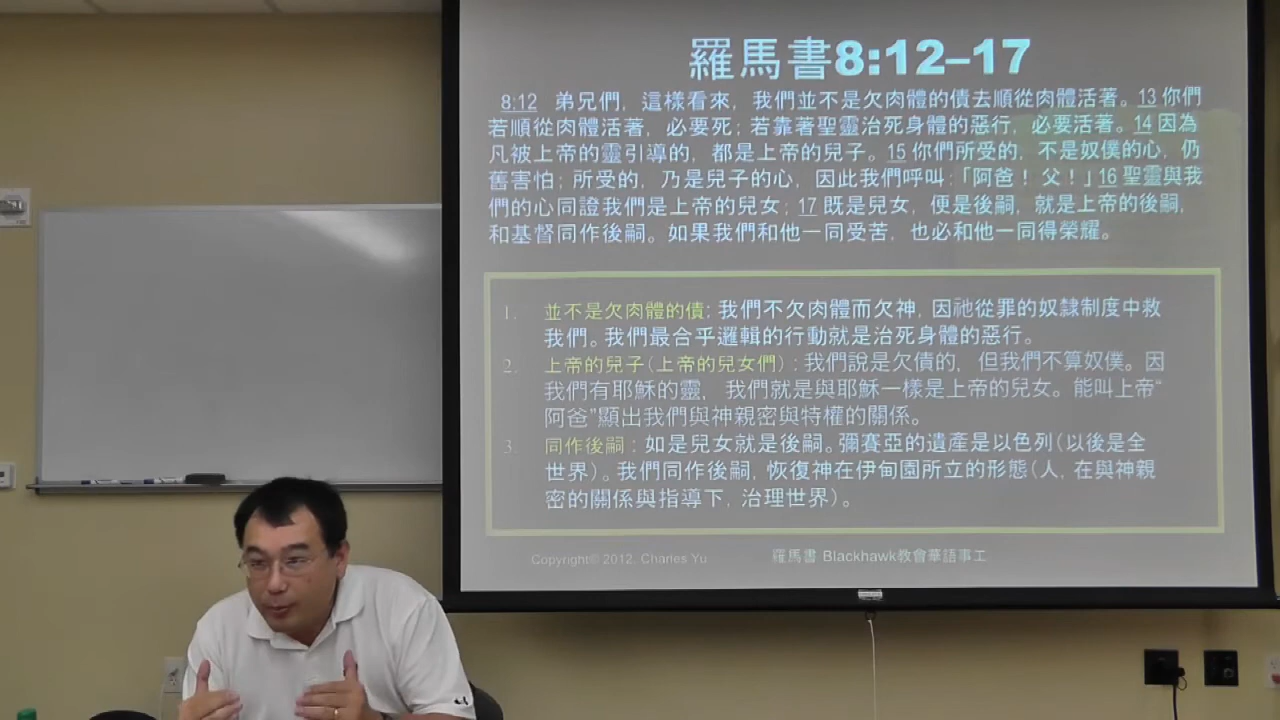 羅馬書8:12–17
8:12 弟兄們，這樣看來，我們並不是欠肉體的債去順從肉體活著。13 你們
若順從肉體活著，必要死；若靠著聖靈治死身體的惡行，必要活著。14 因為
凡被上帝的靈引導的，都是上帝的兒子。15 你們所受的，不是奴僕的心，仍
舊害怕；所受的，乃是兒子的心，因此我們呼叫：「阿爸！父！」16 聖靈與我
們的心同證我們是上帝的兒女；17 既是兒女，便是後嗣，就是上帝的後嗣，
和基督同作後嗣。如果我們和他一同受苦，也必和他一同得榮耀。
1. 並不是欠肉體的債：我們不欠肉體而欠神，因祂從罪的奴隸制度中救
我們。我們最合乎邏輯的行動就是治死身體的惡行。
2. 上帝的兒子（上帝的兒女們）：我們說是欠債的，但我們不算奴僕。因
我們有耶穌的靈，我們就是與耶穌一樣是上帝的兒女。能叫上帝“
阿爸”顯出我們與神親密與特權的關係。
3. 同作後嗣：如是兒女就是後嗣。彌賽亞的遺產是以色列（以後是全
世界）。我們同作後嗣，恢復神在伊甸園所立的形態（人，在與神親
密的關係與指導下，治理世界）。
Copyright© 2012, Charles Yu 羅馬書 Blackhawk教會華語事工